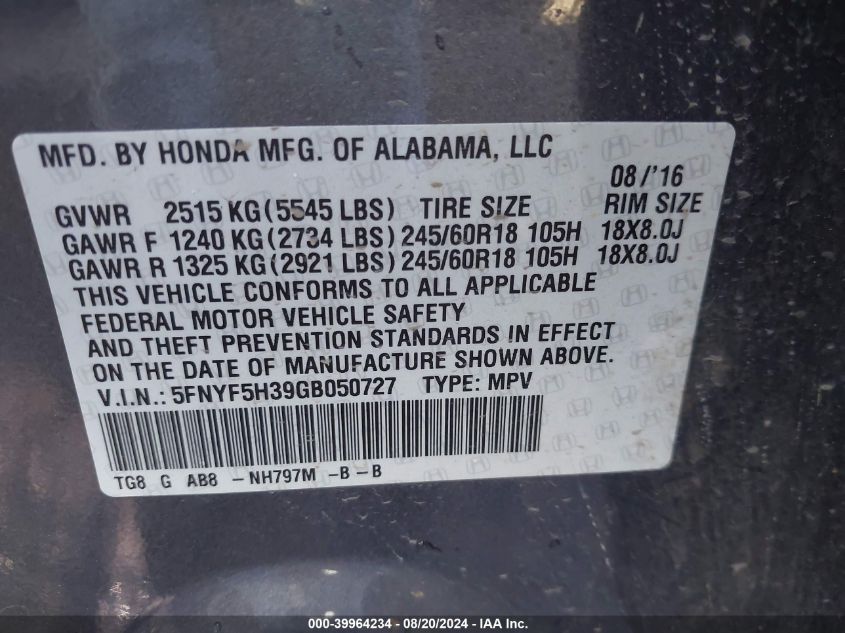 MFD. BY HONDA MFG. OF ALABAMA, LLC
08/'16
GVWR 2515 KG(5545 LBS) TIRE SIZE RIM SIZE
GAWR F 1240 KG(2734 LBS) 245/60R18 105H 18X8.0J
GAWR R 1325 KG(2921 LBS) 245/60R18 105H 18X8.0J
THIS VEHICLE CONFORMS TO ALL APPLICABLE
FEDERAL MOTOR VEHICLE SAFETY
AND THEFT PREVENTION STANDARDS IN EFFECT
ON THE DATE OF MANUFACTURE SHOWN ABOVE.
V.I.N.: 5FNYF5H39GB050727 TYPE: MPV
TG8 G AB8 -NH797M -B-B
000-39964234 - 08/20/2024 - IAAI.com